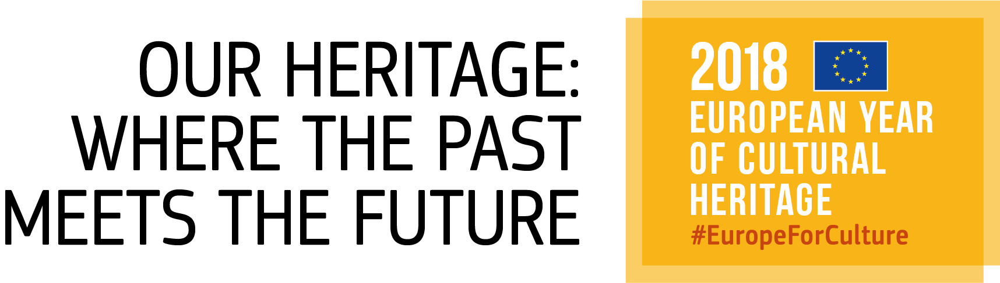 OUR HERITAGE:
WHERE THE PAST
MEETS THE FUTURE
2018
EUROPEAN YEAR
OF CULTURAL
HERITAGE
#EuropeForCulture